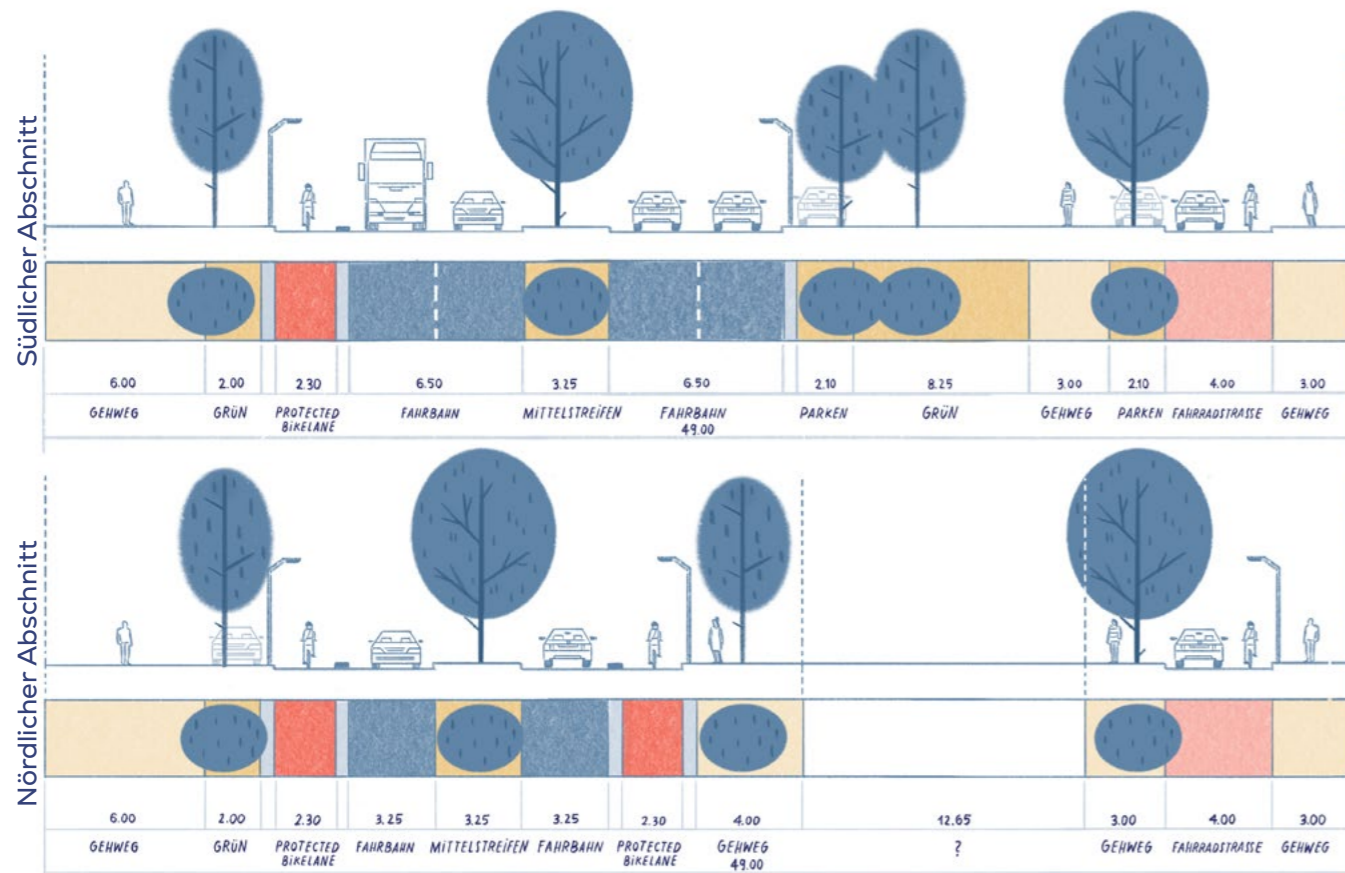 Südlicher Abschnitt
6.00 2.00 2.30 6.50 3.25 6.50 2.10 8.25 3.00 2.10 4.00 3.00
GEHWEG GRÜN PROTECTED BIKELANE FAHRBAHN MITTELSTREIFEN FAHRBAHN PARKEN GRÜN GEHWEG PARKEN FAHRRADSTRASSE GEHWEG
49.00
Nördlicher Abschnitt
6.00 2.00 2.30 3.25 3.25 3.25 2.30 4.00 12.65 3.00 4.00 3.00
GEHWEG GRÜN PROTECTED BIKELANE FAHRBAHN MITTELSTREIFEN FAHRBAHN PROTECTED BIKELANE GEHWEG ? GEHWEG FAHRRADSTRASSE GEHWEG
49.00